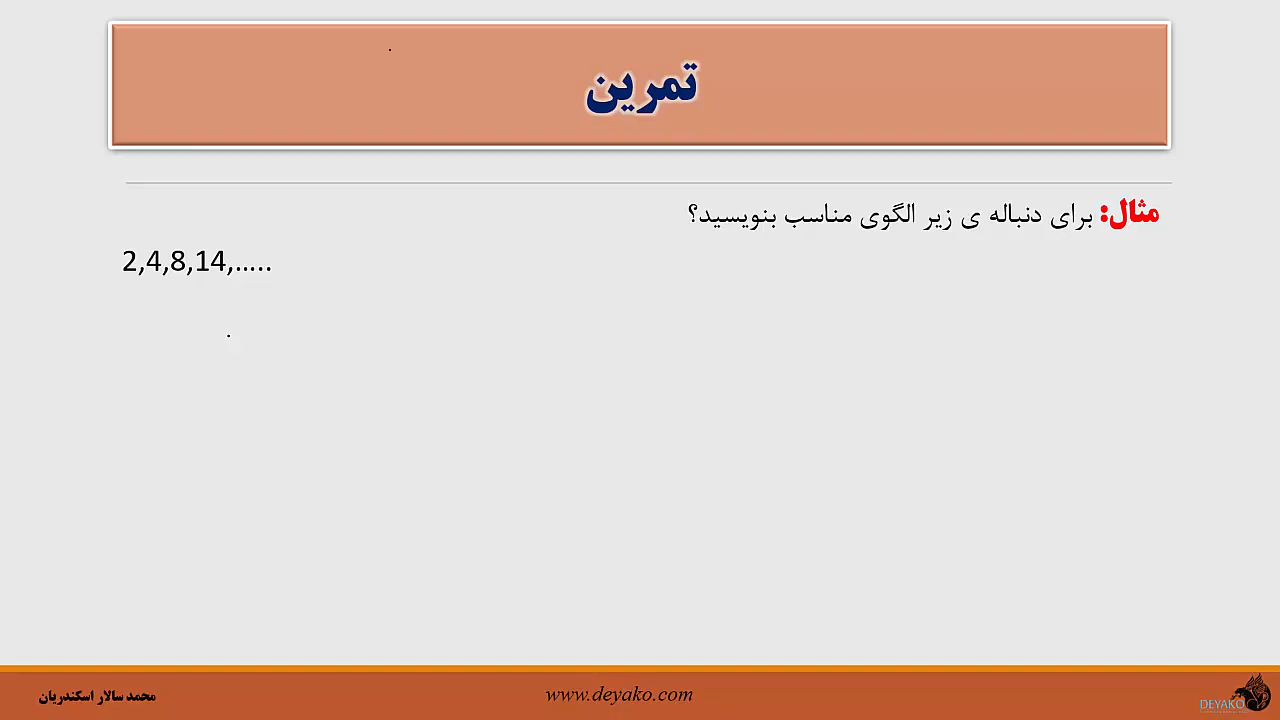 تمرین
مثال: برای دنباله ی زیر الگوی مناسب بنویسید؟
2,4,8,14,.....
محمد سالار اسکندریان
www.deyako.com
DEYAKO